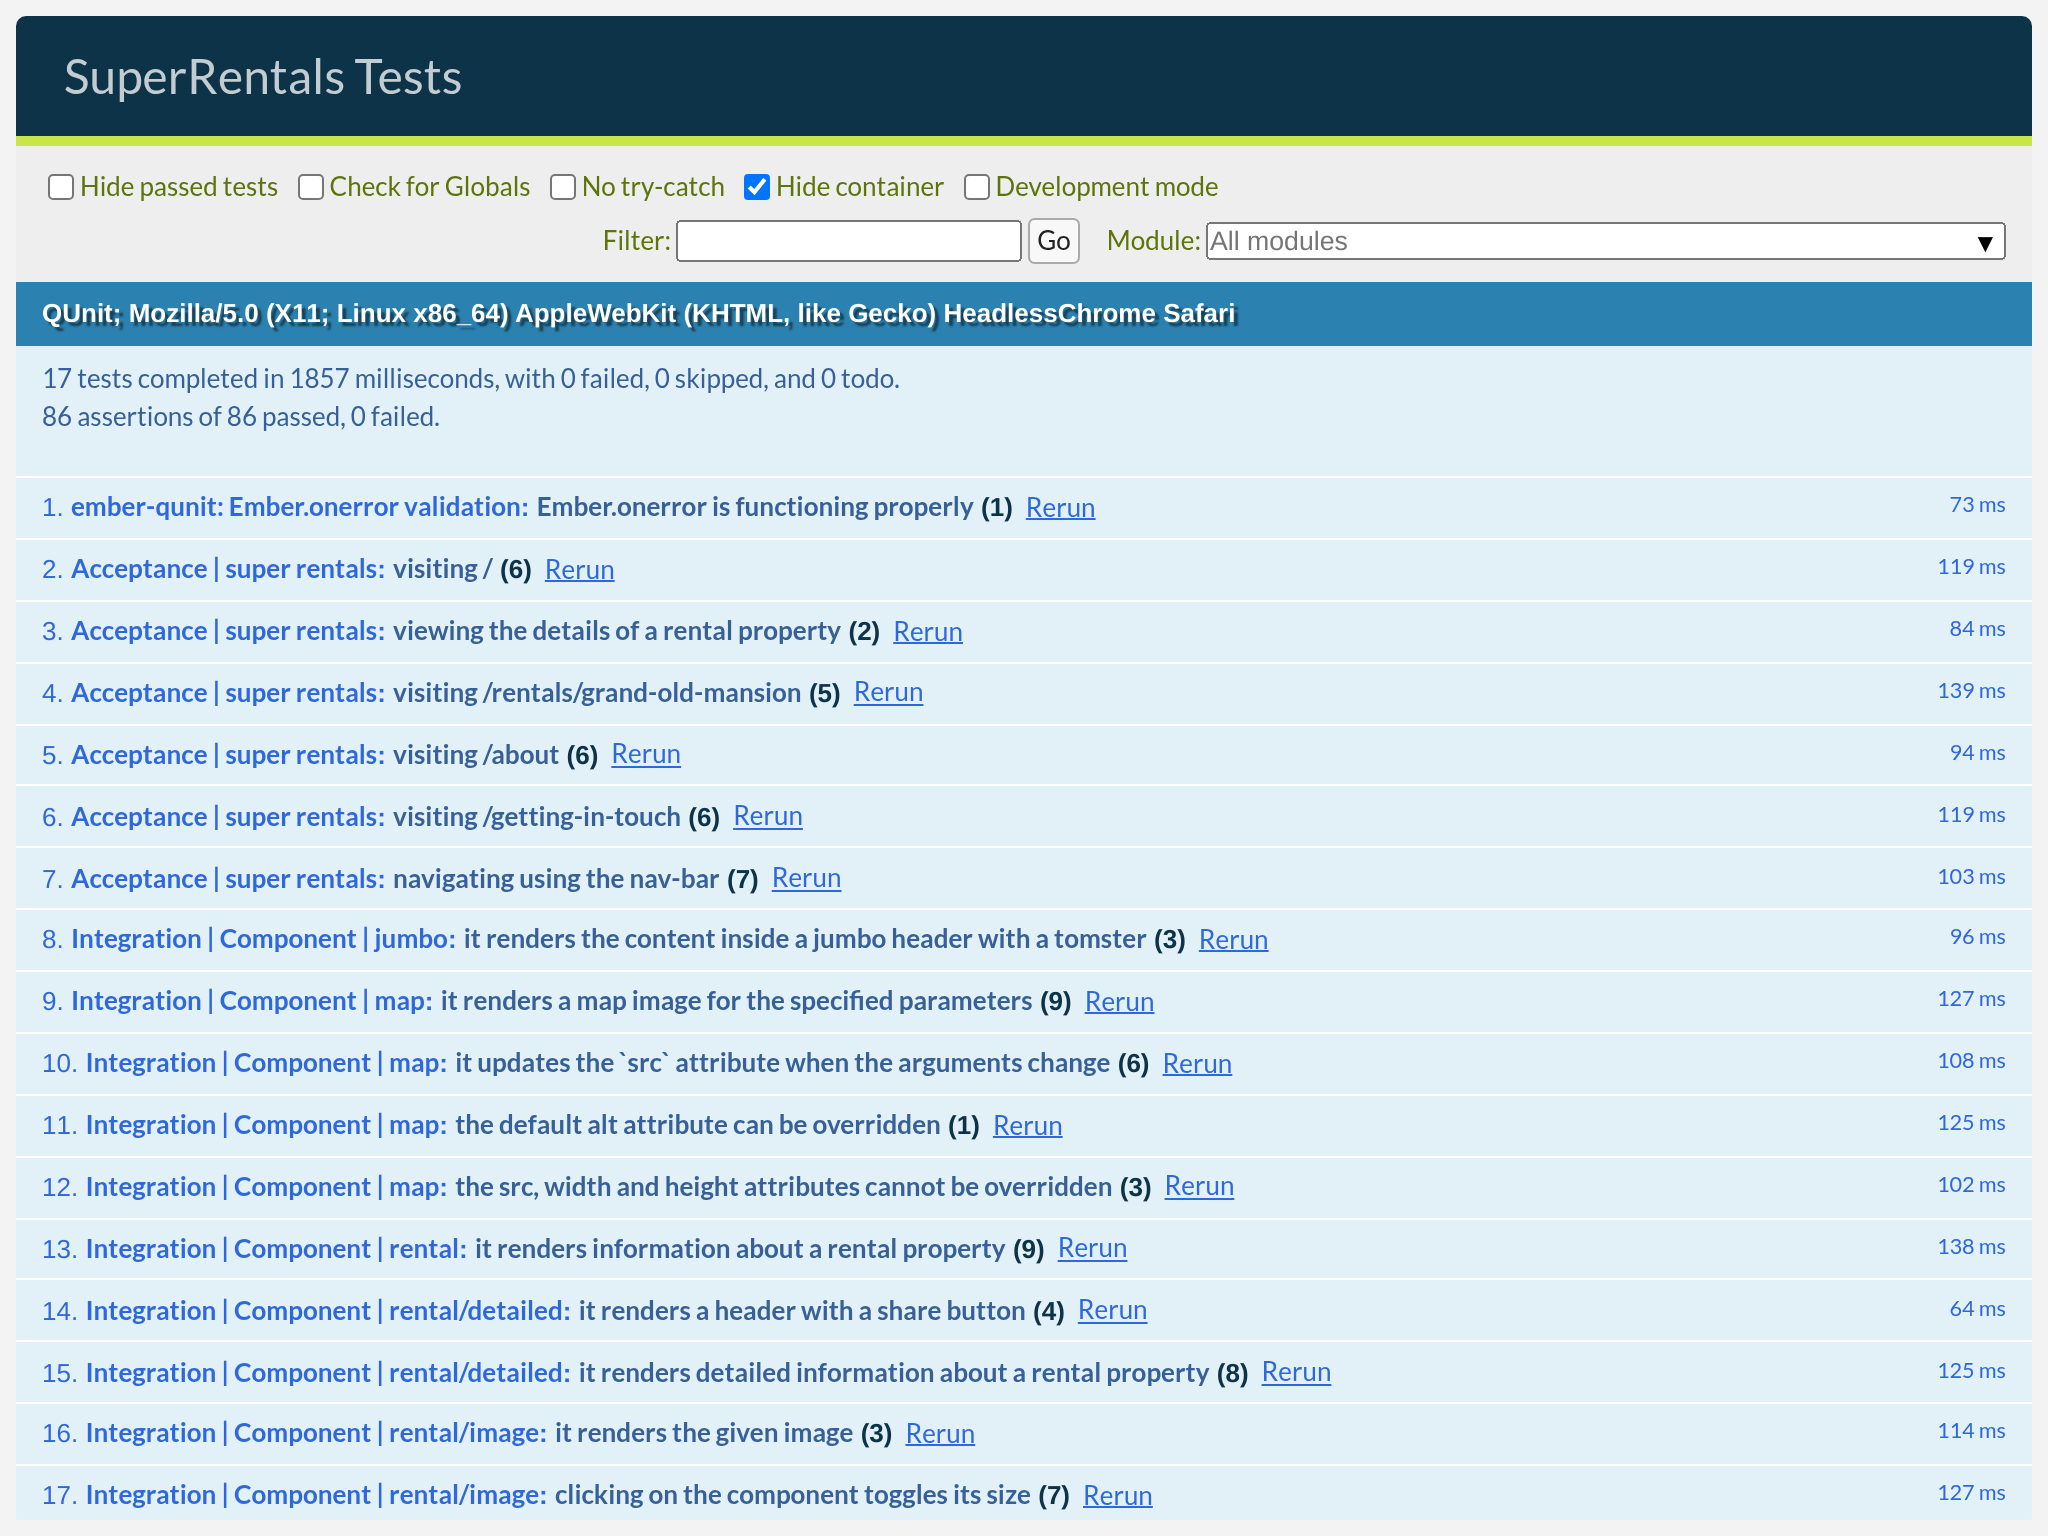 SuperRentals Tests
Hide passed tests Check for Globals No try-catch Hide container Development mode
Filter: Go Module: All modules ▼
QUnit; Mozilla/5.0 (X11; Linux x86_64) AppleWebKit (KHTML, like Gecko) HeadlessChrome Safari
17 tests completed in 1857 milliseconds, with 0 failed, 0 skipped, and 0 todo.
86 assertions of 86 passed, 0 failed.
1. ember-qunit: Ember.onerror validation: Ember.onerror is functioning properly (1) Rerun 73 ms
2. Acceptance | super rentals: visiting / (6) Rerun 119 ms
3. Acceptance | super rentals: viewing the details of a rental property (2) Rerun 84 ms
4. Acceptance | super rentals: visiting /rentals/grand-old-mansion (5) Rerun 139 ms
5. Acceptance | super rentals: visiting /about (6) Rerun 94 ms
6. Acceptance | super rentals: visiting /getting-in-touch (6) Rerun 119 ms
7. Acceptance | super rentals: navigating using the nav-bar (7) Rerun 103 ms
8. Integration | Component | jumbo: it renders the content inside a jumbo header with a tomster (3) Rerun 96 ms
9. Integration | Component | map: it renders a map image for the specified parameters (9) Rerun 127 ms
10. Integration | Component | map: it updates the `src` attribute when the arguments change (6) Rerun 108 ms
11. Integration | Component | map: the default alt attribute can be overridden (1) Rerun 125 ms
12. Integration | Component | map: the src, width and height attributes cannot be overridden (3) Rerun 102 ms
13. Integration | Component | rental: it renders information about a rental property (9) Rerun 138 ms
14. Integration | Component | rental/detailed: it renders a header with a share button (4) Rerun 64 ms
15. Integration | Component | rental/detailed: it renders detailed information about a rental property (8) Rerun 125 ms
16. Integration | Component | rental/image: it renders the given image (3) Rerun 114 ms
17. Integration | Component | rental/image: clicking on the component toggles its size (7) Rerun 127 ms